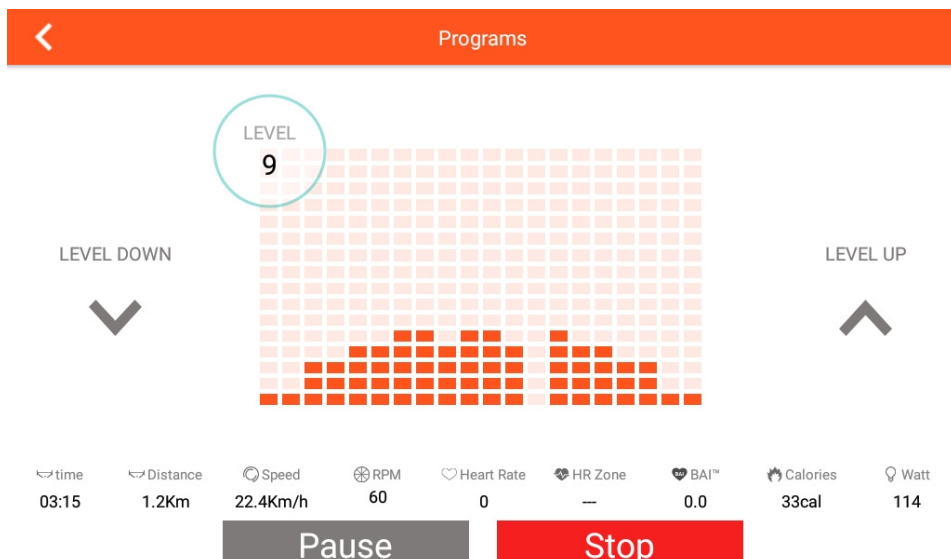 Programs
LEVEL
9
LEVEL DOWN
LEVEL UP
time Distance Speed RPM Heart Rate HR Zone BAI™ Calories Watt
03:15 1.2Km 22.4Km/h 60 0 --- 0.0 33cal 114
Pause Stop